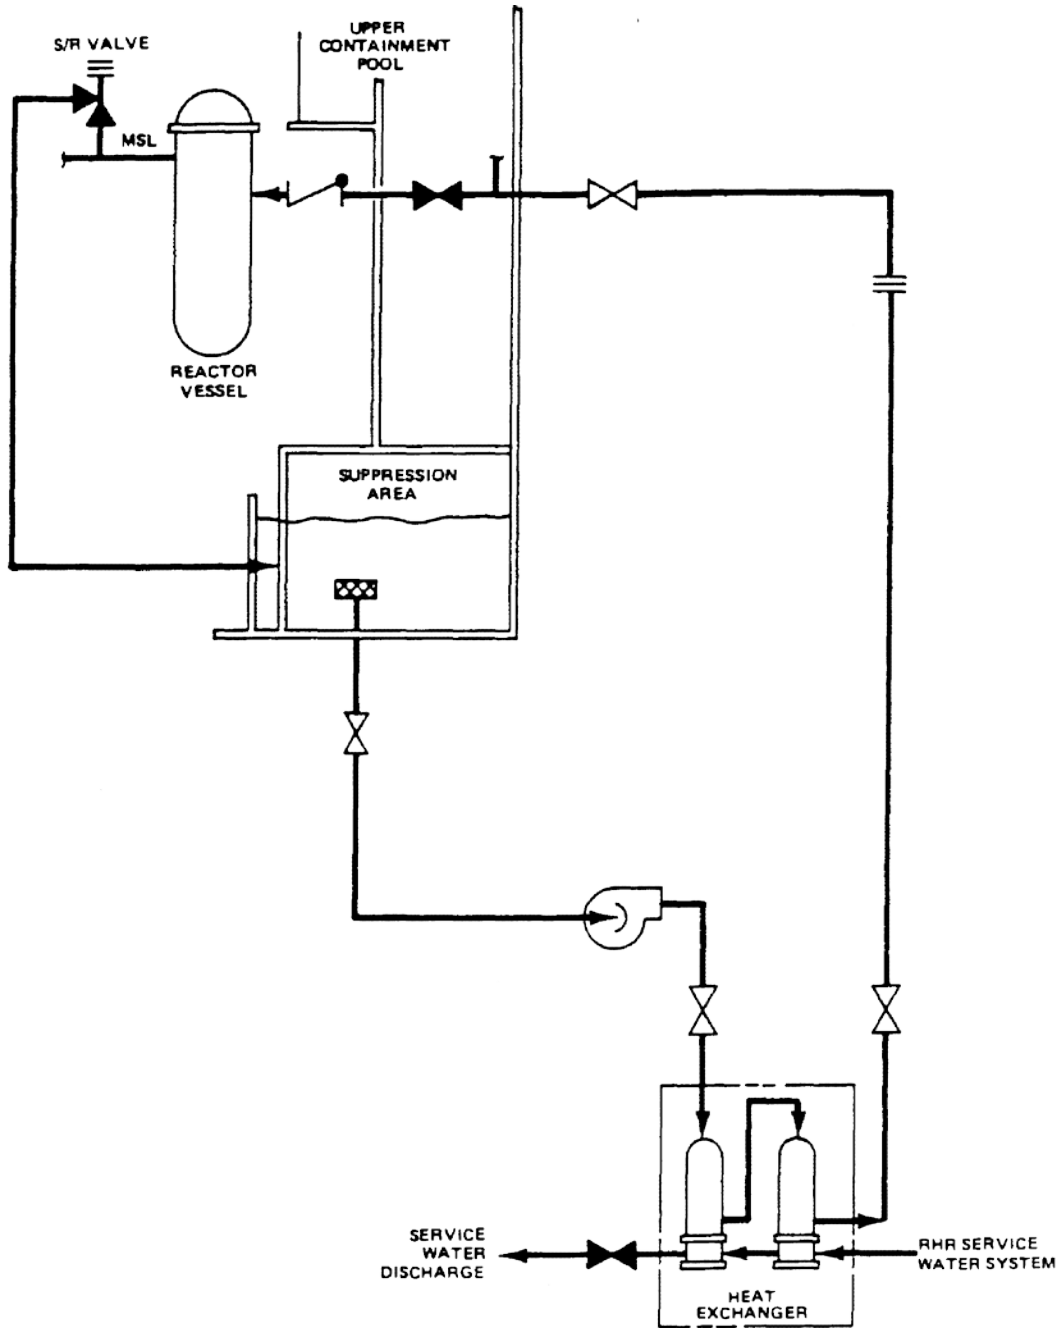 S/R VALVE
UPPER
CONTAINMENT
POOL
MSL
REACTOR
VESSEL
SUPPRESSION
AREA
SERVICE
WATER
DISCHARGE
RHR SERVICE
WATER SYSTEM
HEAT
EXCHANGER